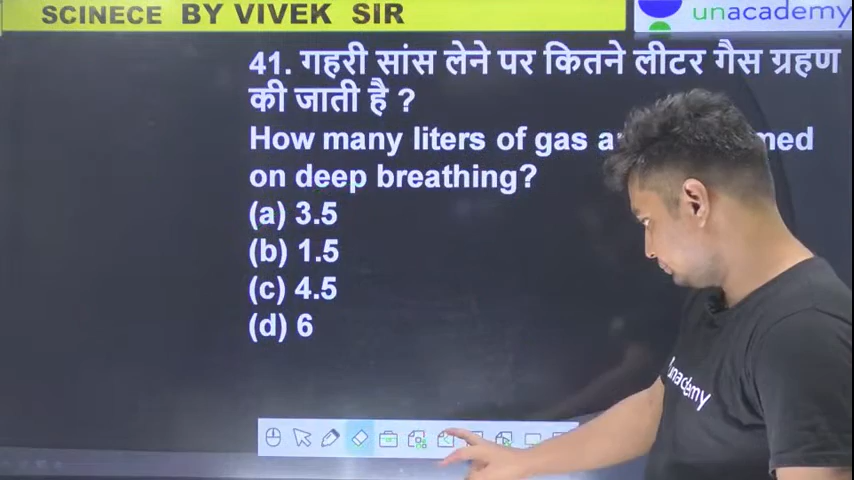 SCINECE BY VIVEK SIR
unacademy
41. गहरी सांस लेने पर कितने लीटर गैस ग्रहण
की जाती है ?
How many liters of gas
on deep breathing?
(a) 3.5
(b) 1.5
(c) 4.5
(d) 6
unacademy